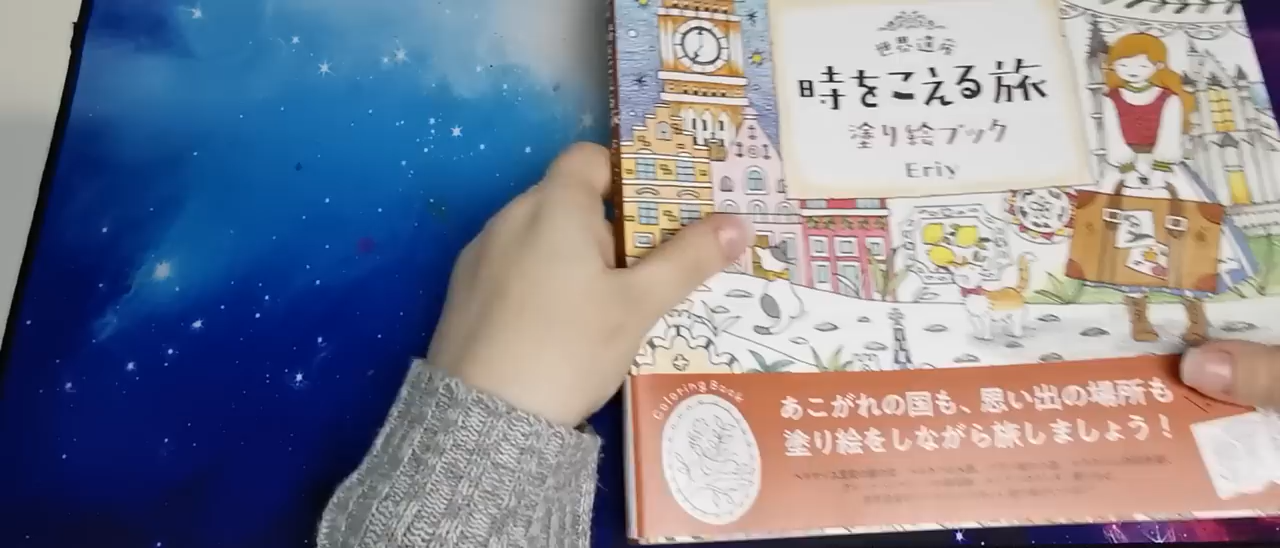 世界遺産
時をこえる旅
塗り絵ブック
Eriy
Coloring Book
あこがれの国も、思い出の場所も
塗り絵をしながら旅しましょう！